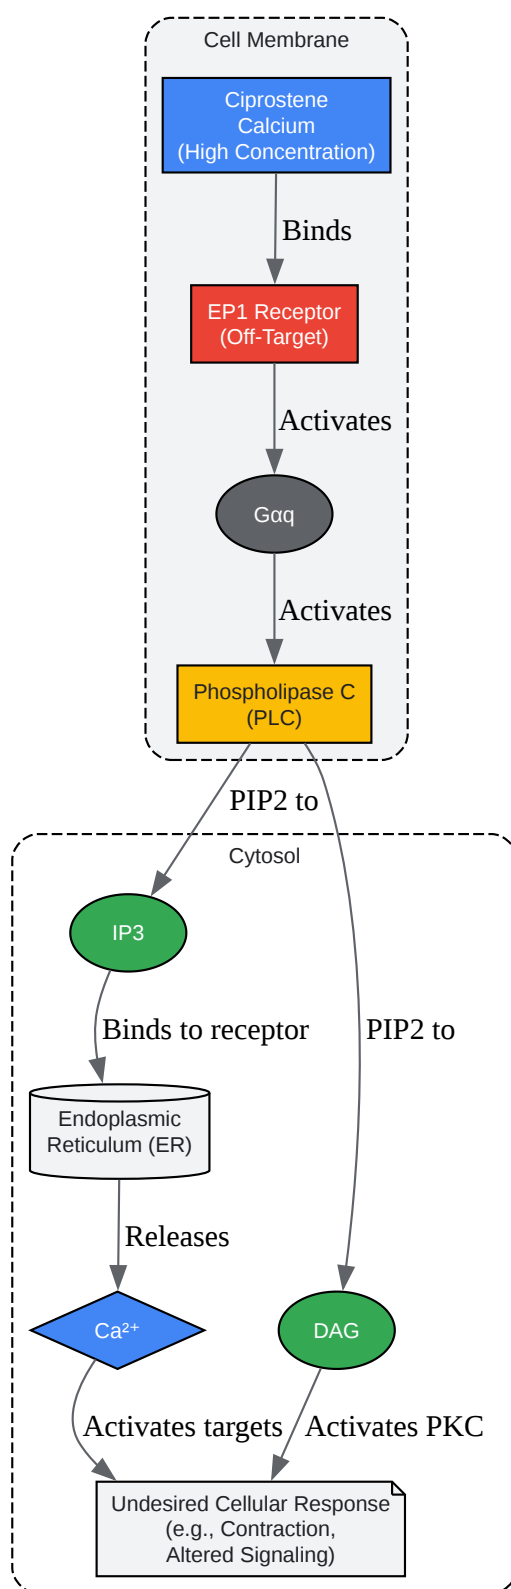 Cell Membrane
Ciprostene
Calcium
(High Concentration)
Binds
EP1 Receptor
(Off-Target)
Activates
Gαq
Activates
Phospholipase C
(PLC)
PIP2 to
Cytosol
IP3
Binds to receptor
PIP2 to
Endoplasmic
Reticulum (ER)
Releases
Ca²⁺
DAG
Activates targets
Activates PKC
Undesired Cellular Response
(e.g., Contraction,
Altered Signaling)